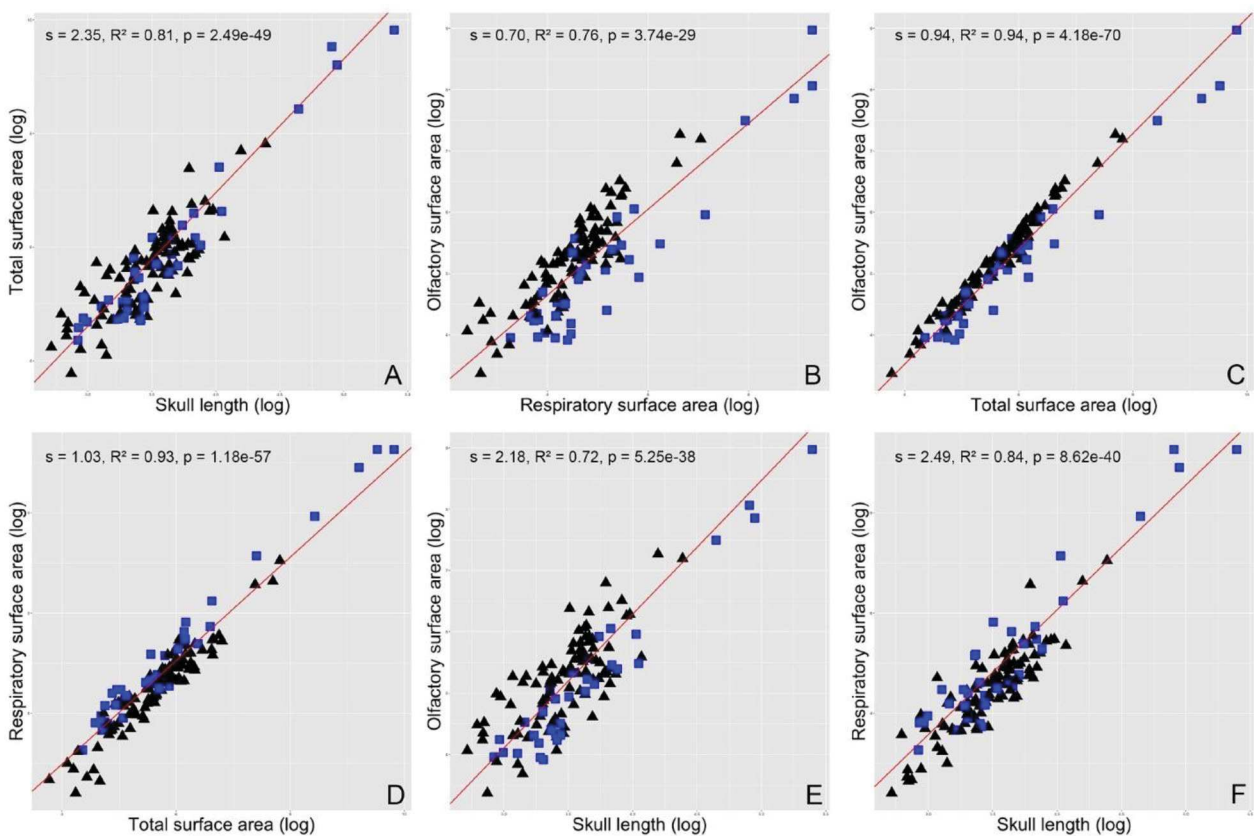 s = 2.35, R² = 0.81, p = 2.49e-49
Total surface area (log)
Skull length (log)
A
s = 0.70, R² = 0.76, p = 3.74e-29
Olfactory surface area (log)
Respiratory surface area (log)
B
s = 0.94, R² = 0.94, p = 4.18e-70
Olfactory surface area (log)
Total surface area (log)
C
s = 1.03, R² = 0.93, p = 1.18e-57
Respiratory surface area (log)
Total surface area (log)
D
s = 2.18, R² = 0.72, p = 5.25e-38
Olfactory surface area (log)
Skull length (log)
E
s = 2.49, R² = 0.84, p = 8.62e-40
Respiratory surface area (log)
Skull length (log)
F